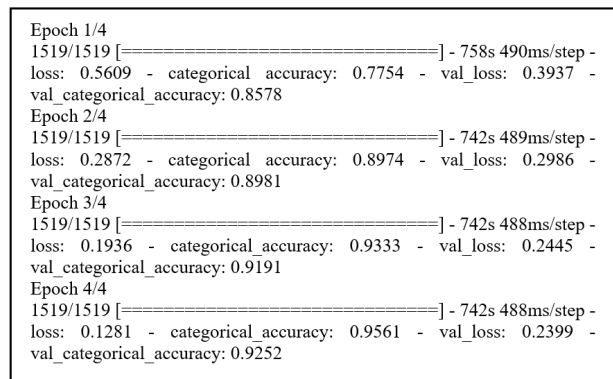 Epoch 1/4
1519/1519 [==============================] - 758s 490ms/step -
loss: 0.5609 - categorical accuracy: 0.7754 - val_loss: 0.3937 -
val_categorical_accuracy: 0.8578
Epoch 2/4
1519/1519 [==============================] - 742s 489ms/step -
loss: 0.2872 - categorical accuracy: 0.8974 - val_loss: 0.2986 -
val_categorical_accuracy: 0.8981
Epoch 3/4
1519/1519 [==============================] - 742s 488ms/step -
loss: 0.1936 - categorical_accuracy: 0.9333 - val_loss: 0.2445 -
val_categorical_accuracy: 0.9191
Epoch 4/4
1519/1519 [==============================] - 742s 488ms/step -
loss: 0.1281 - categorical_accuracy: 0.9561 - val_loss: 0.2399 -
val_categorical_accuracy: 0.9252